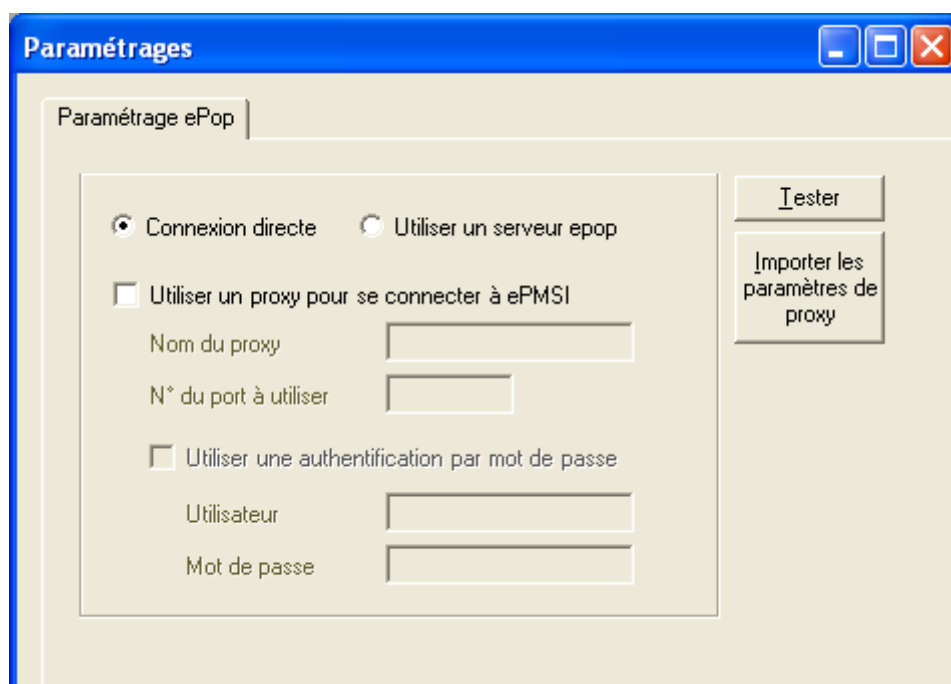 Paramétrages
Paramétrage ePop
Connexion directe
Utiliser un serveur epop
Tester
Utiliser un proxy pour se connecter à ePMSI
Importer les
paramètres de
proxy
Nom du proxy
N° du port à utiliser
Utiliser une authentification par mot de passe
Utilisateur
Mot de passe